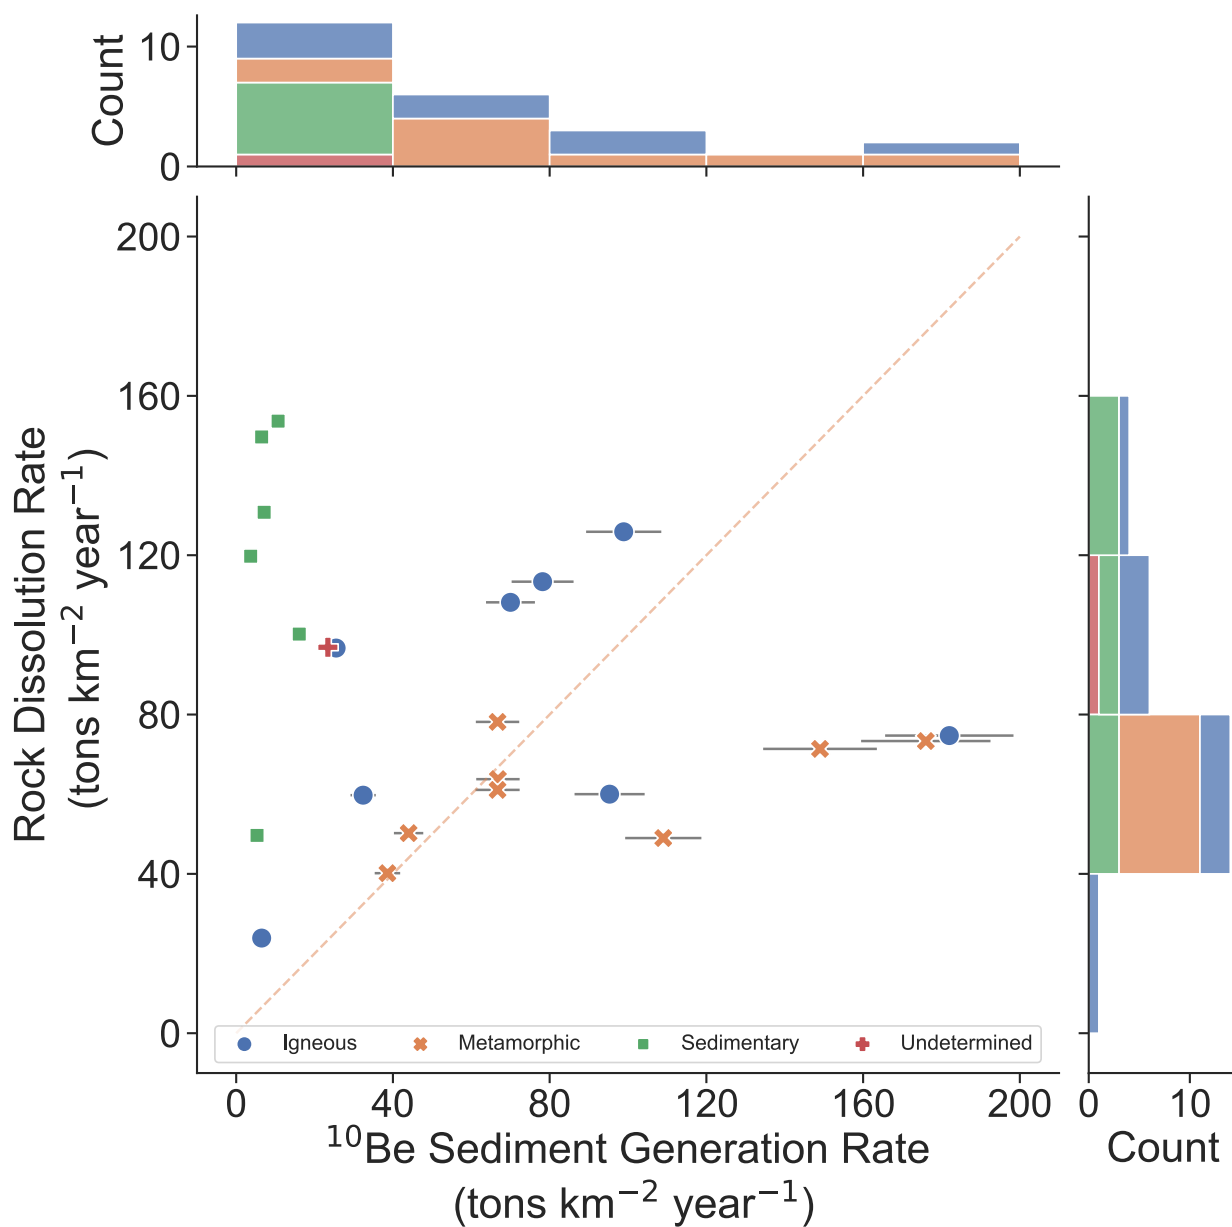 Count
10
0
200
160
120
80
40
0
Rock Dissolution Rate
(tons km⁻² year⁻¹)
Igneous
Metamorphic
Sedimentary
Undetermined
0 40 80 120 160 200
¹⁰Be Sediment Generation Rate
(tons km⁻² year⁻¹)
0 10
Count